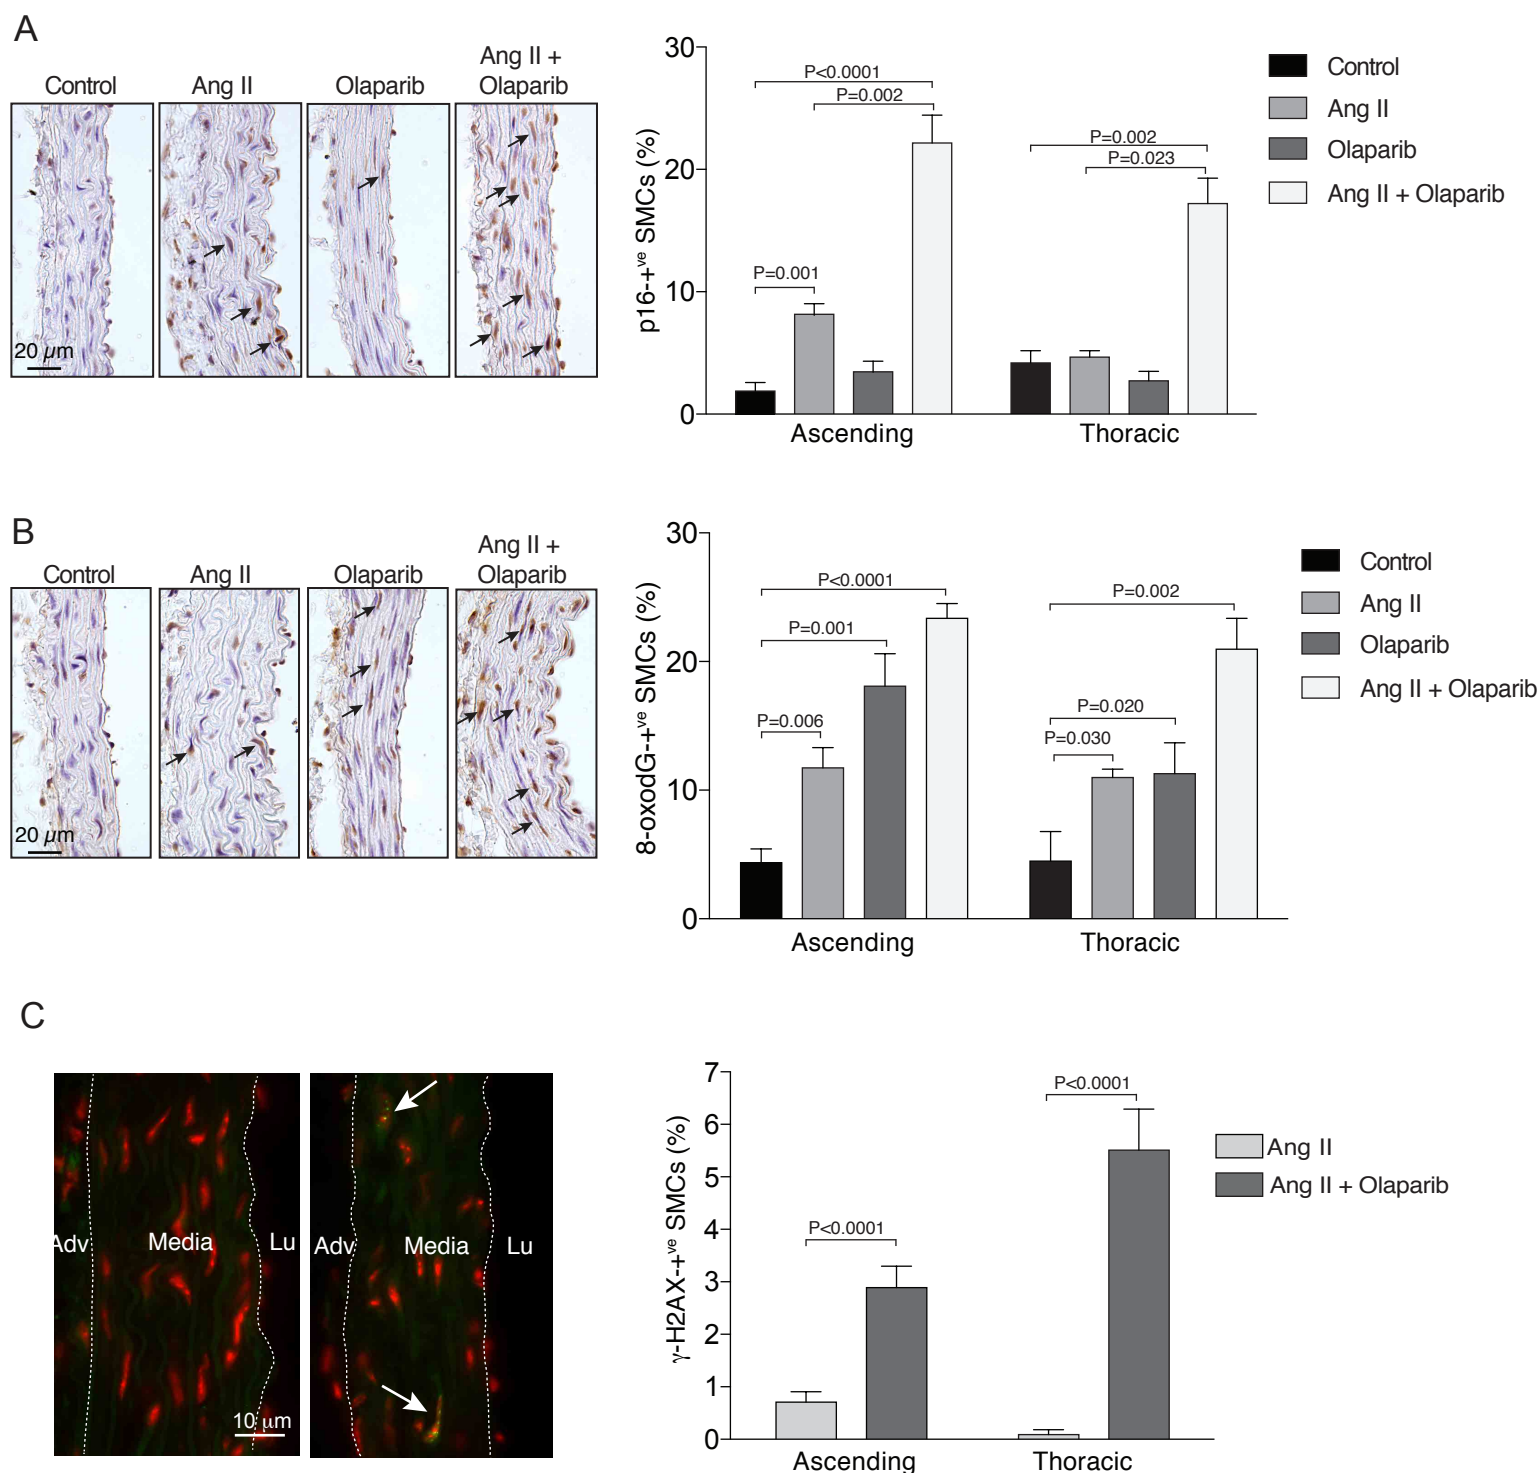 A
Control
Ang II
Olaparib
Ang II +
Olaparib
20 µm
p16-+ve SMCs (%)
30
20
10
0
P<0.0001
P=0.002
P=0.001
P=0.002
P=0.023
Ascending
Thoracic
Control
Ang II
Olaparib
Ang II + Olaparib
B
Control
Ang II
Olaparib
Ang II +
Olaparib
20 µm
8-oxodG-+ve SMCs (%)
30
20
10
0
P<0.0001
P=0.001
P=0.006
P=0.002
P=0.020
P=0.030
Ascending
Thoracic
Control
Ang II
Olaparib
Ang II + Olaparib
C
Adv
Media
Lu
10 µm
Adv
Media
Lu
γ-H2AX-+ve SMCs (%)
7
6
5
4
3
2
1
0
P<0.0001
P<0.0001
Ascending
Thoracic
Ang II
Ang II + Olaparib